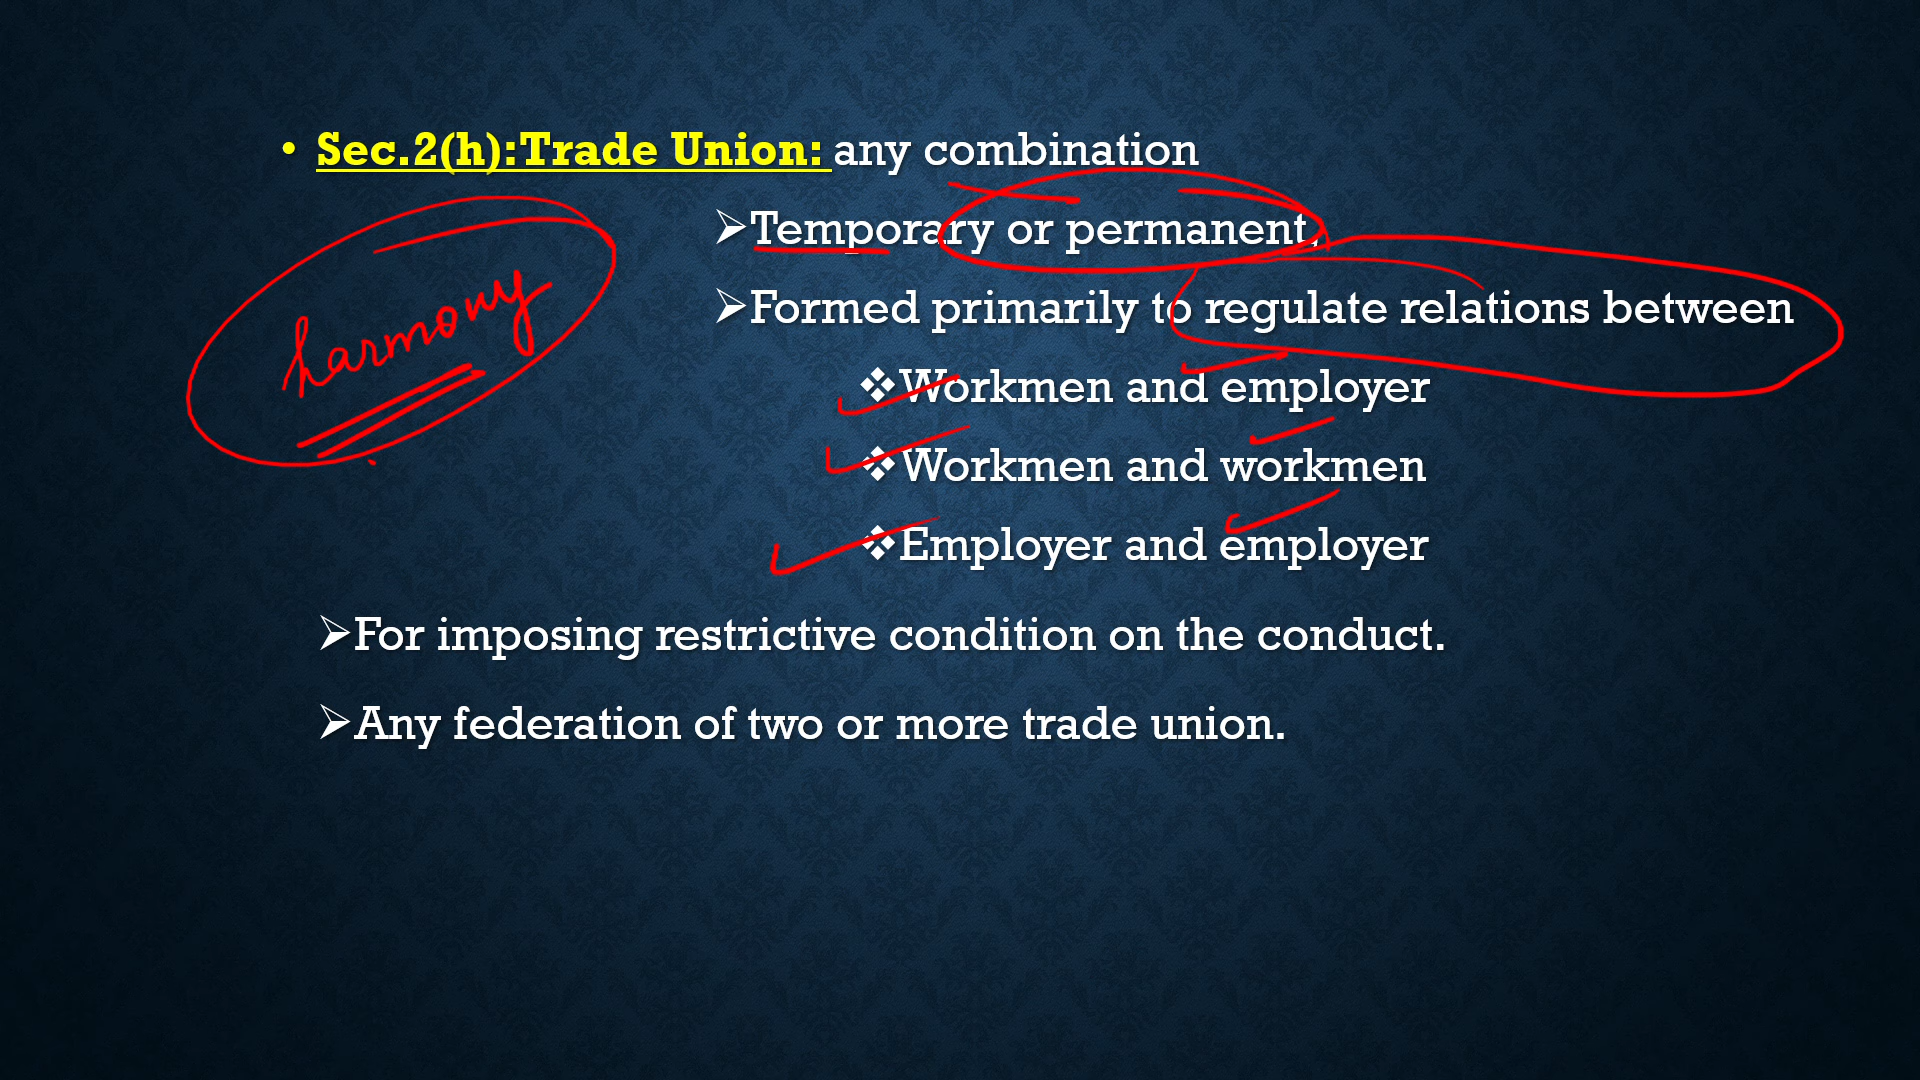 • Sec.2(h):Trade Union: any combination
➢Temporary or permanent,
harmony
➢Formed primarily to regulate relations between
❖Workmen and employer
❖Workmen and workmen
❖Employer and employer
➢For imposing restrictive condition on the conduct.
➢Any federation of two or more trade union.